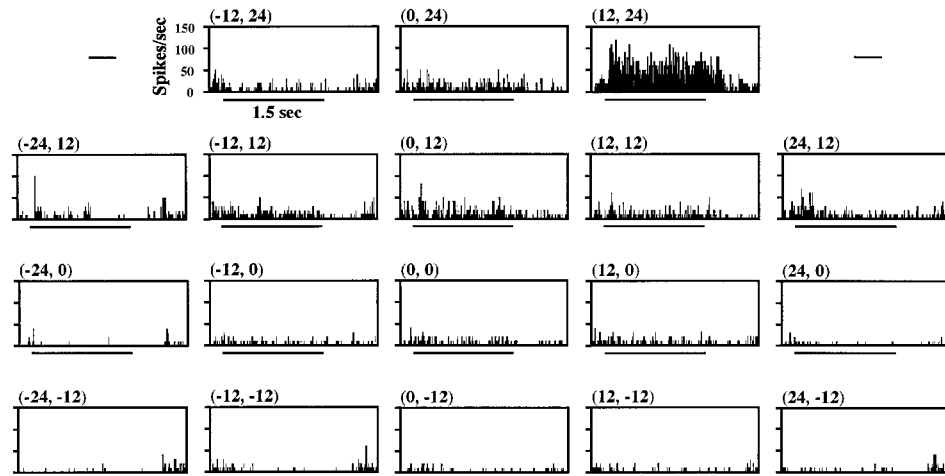 (-12, 24) (0, 24) (12, 24)
Spikes/sec
150
100
50
0
1.5 sec
(-24, 12) (-12, 12) (0, 12) (12, 12) (24, 12)
(-24, 0) (-12, 0) (0, 0) (12, 0) (24, 0)
(-24, -12) (-12, -12) (0, -12) (12, -12) (24, -12)